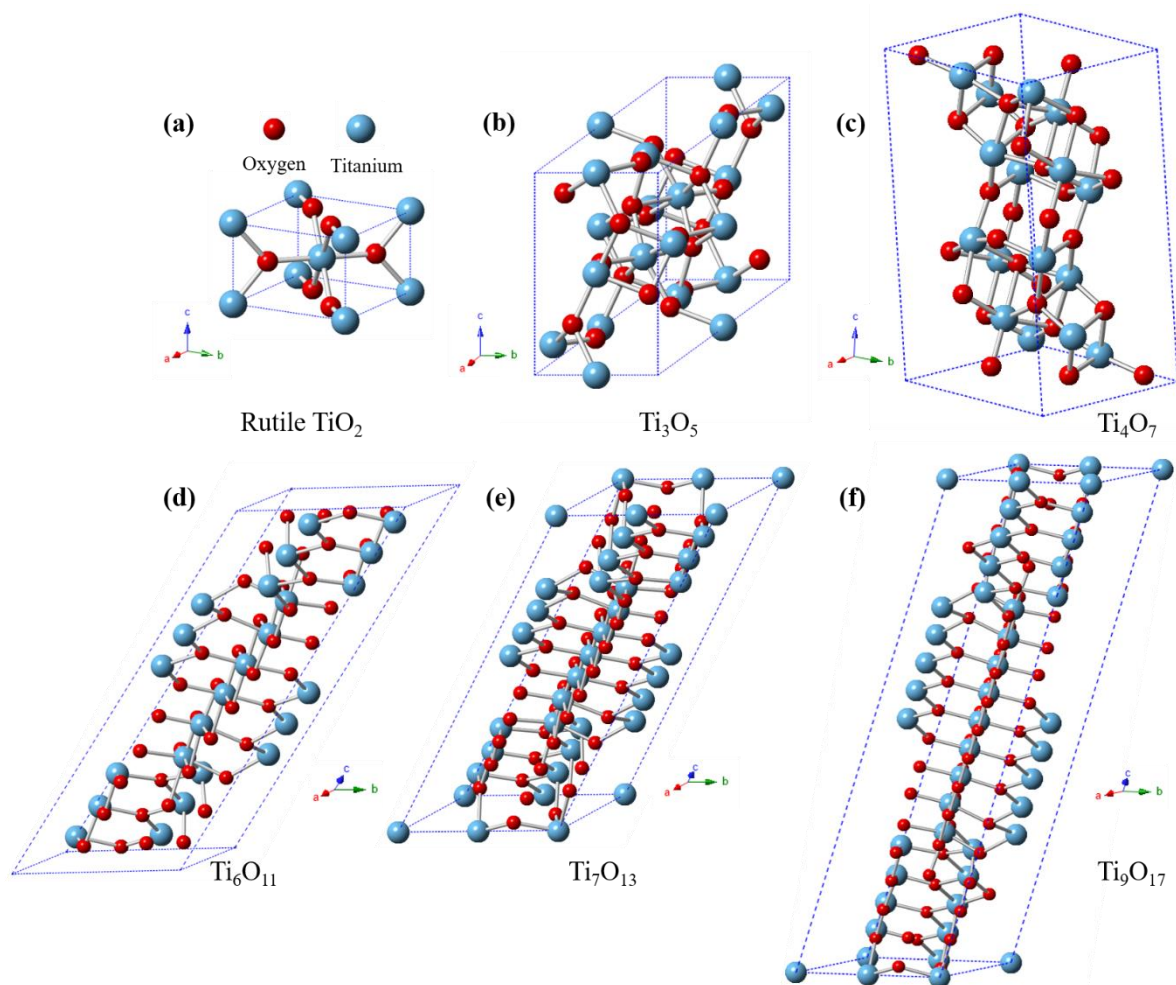 (a)
(b)
(c)
Oxygen
Titanium
c
a
b
c
a
b
c
a
b
Rutile TiO₂
Ti₃O₅
Ti₄O₇
(d)
(e)
(f)
c
a
b
c
a
b
c
a
b
Ti₆O₁₁
Ti₇O₁₃
Ti₉O₁₇